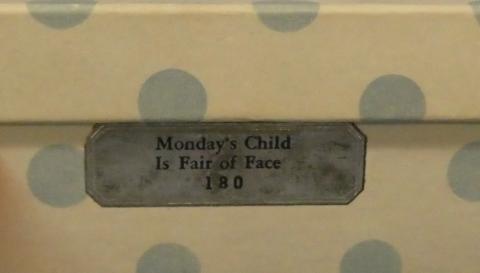 Monday's Child
Is Fair of Face
180